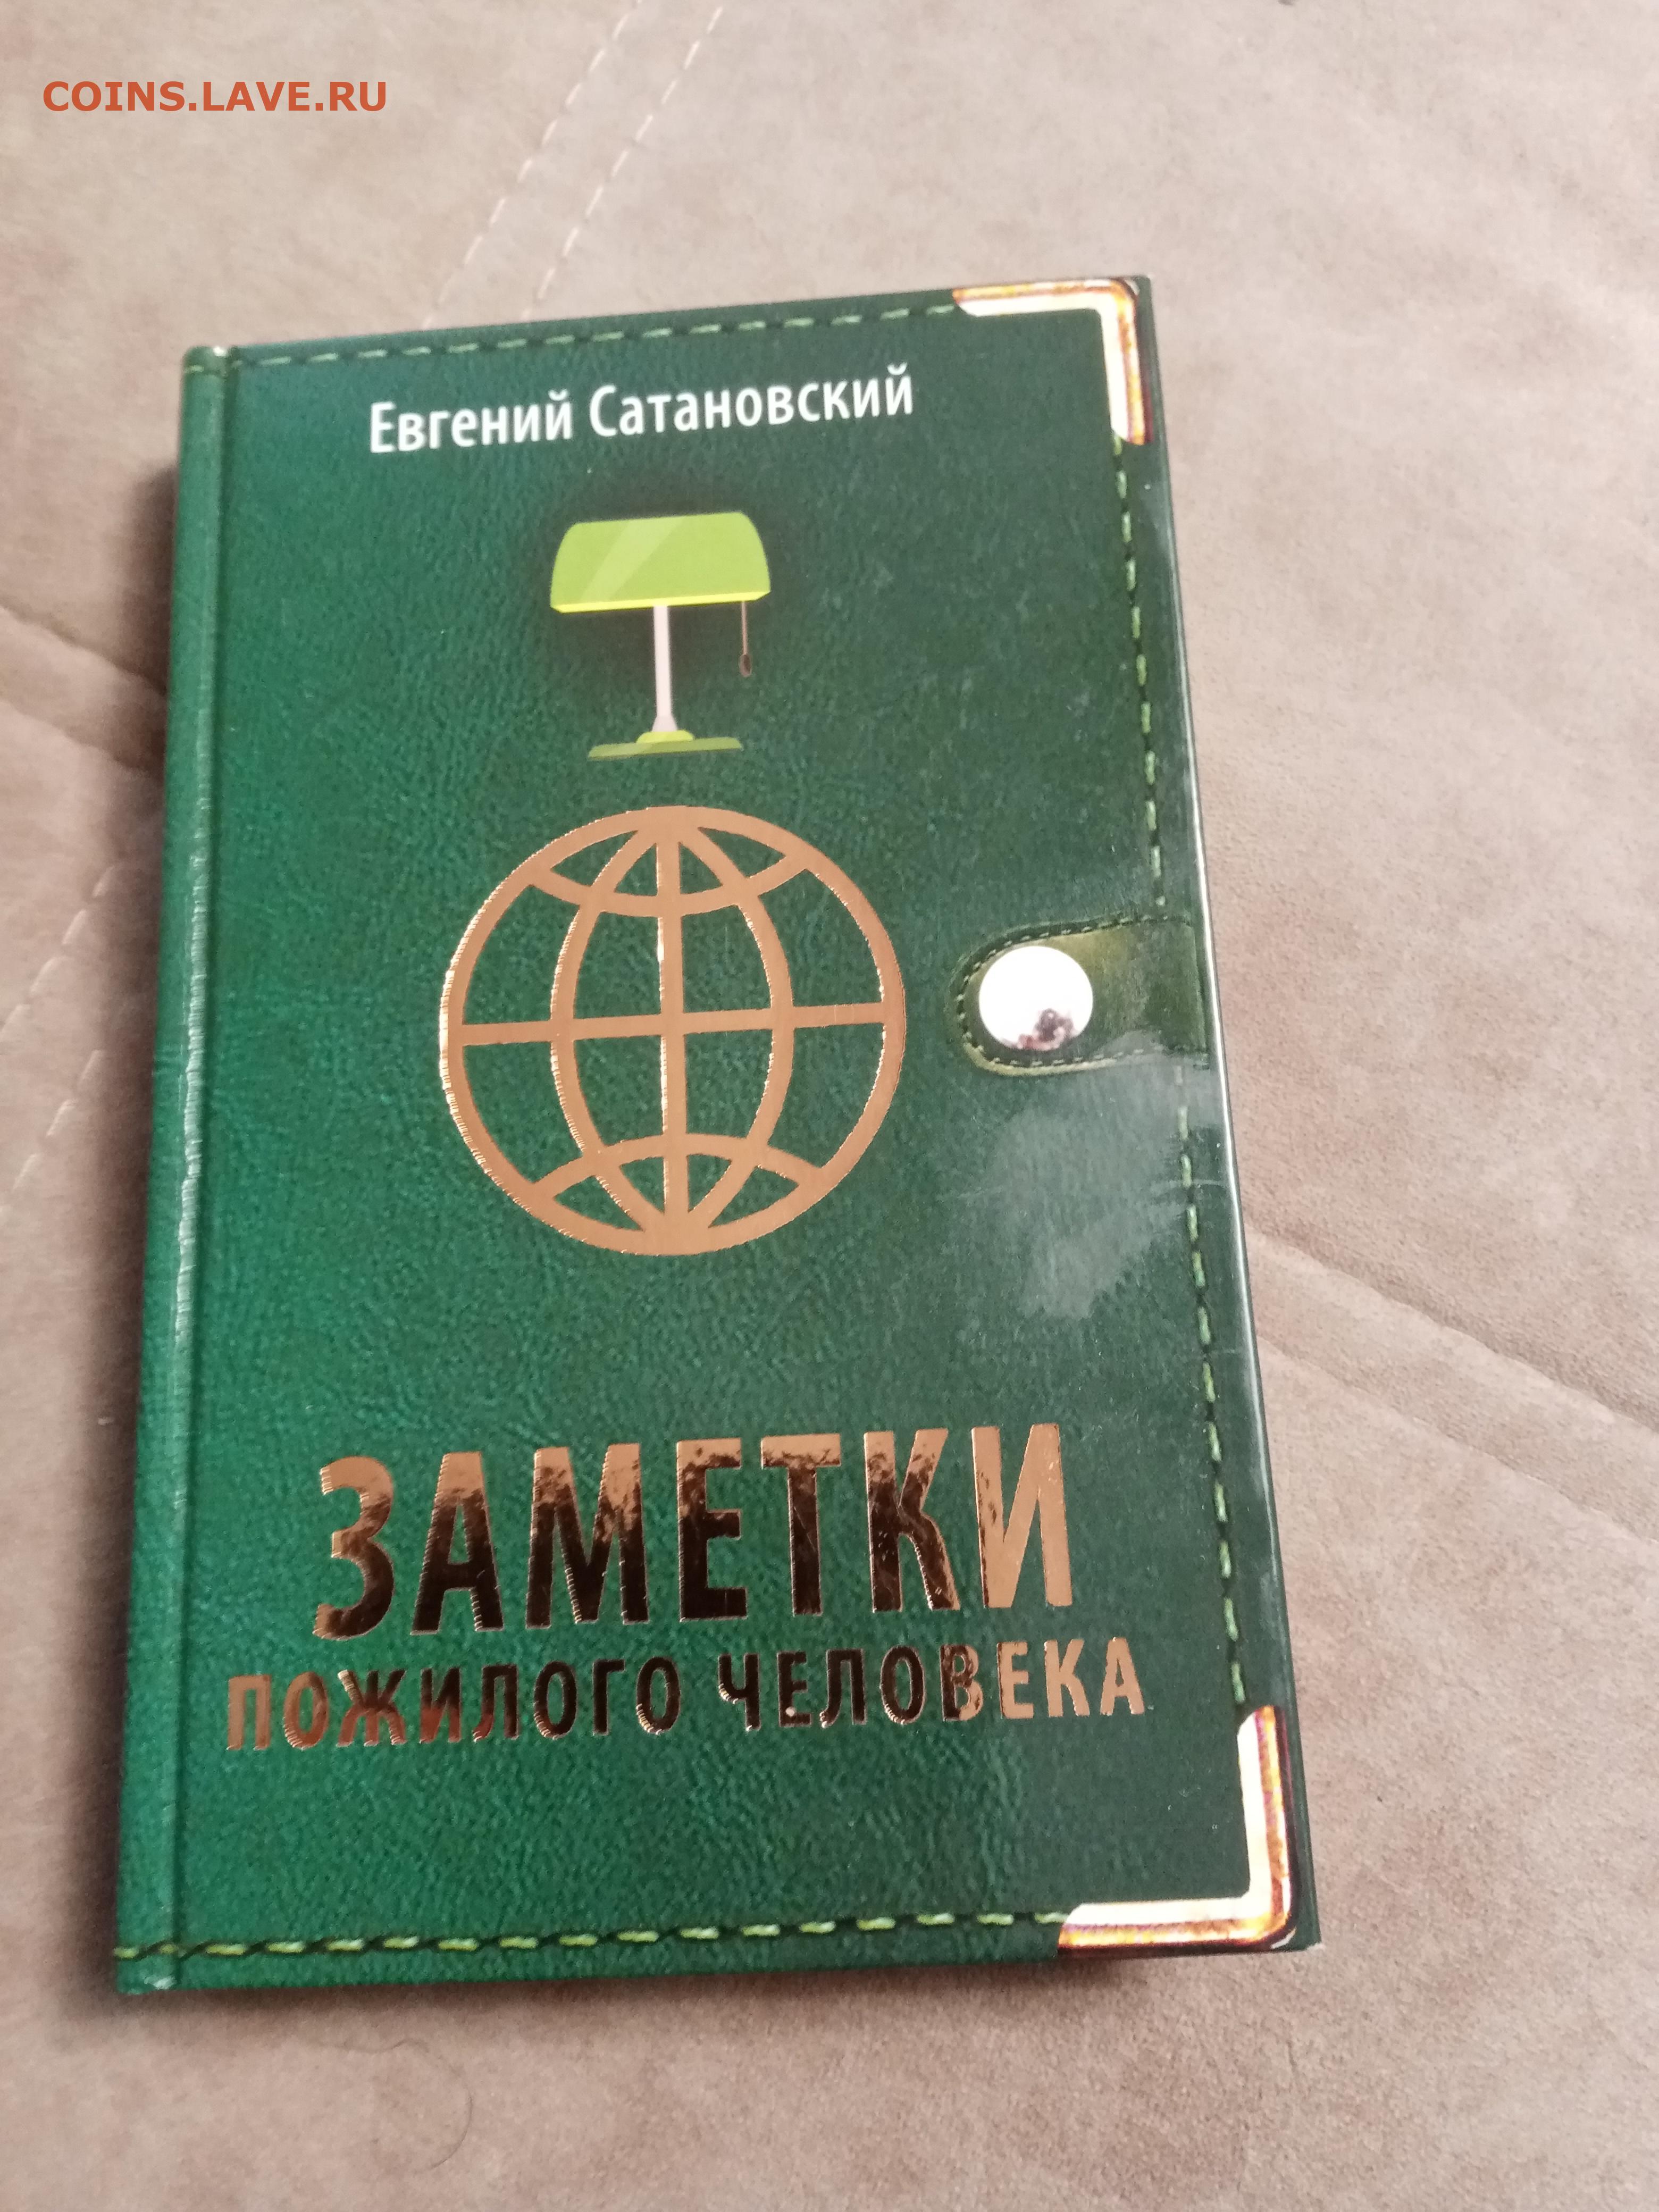 COINS.LAVE.RU
Евгений Сатановский
ЗАМЕТКИ
ПОЖИЛОГО ЧЕЛОВЕКА